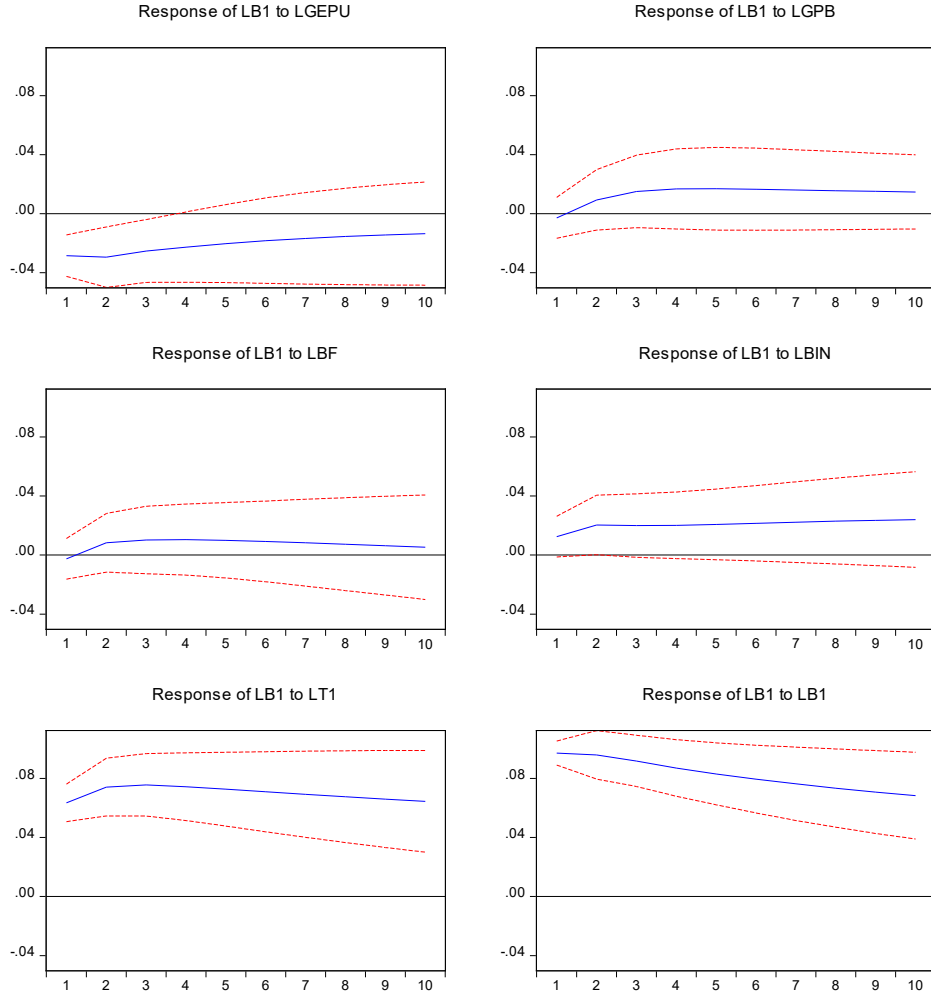 Response of LB1 to LGEPU
.08
.04
.00
-.04
1 2 3 4 5 6 7 8 9 10
Response of LB1 to LGPB
.08
.04
.00
-.04
1 2 3 4 5 6 7 8 9 10
Response of LB1 to LBF
.08
.04
.00
-.04
1 2 3 4 5 6 7 8 9 10
Response of LB1 to LBIN
.08
.04
.00
-.04
1 2 3 4 5 6 7 8 9 10
Response of LB1 to LT1
.08
.04
.00
-.04
1 2 3 4 5 6 7 8 9 10
Response of LB1 to LB1
.08
.04
.00
-.04
1 2 3 4 5 6 7 8 9 10